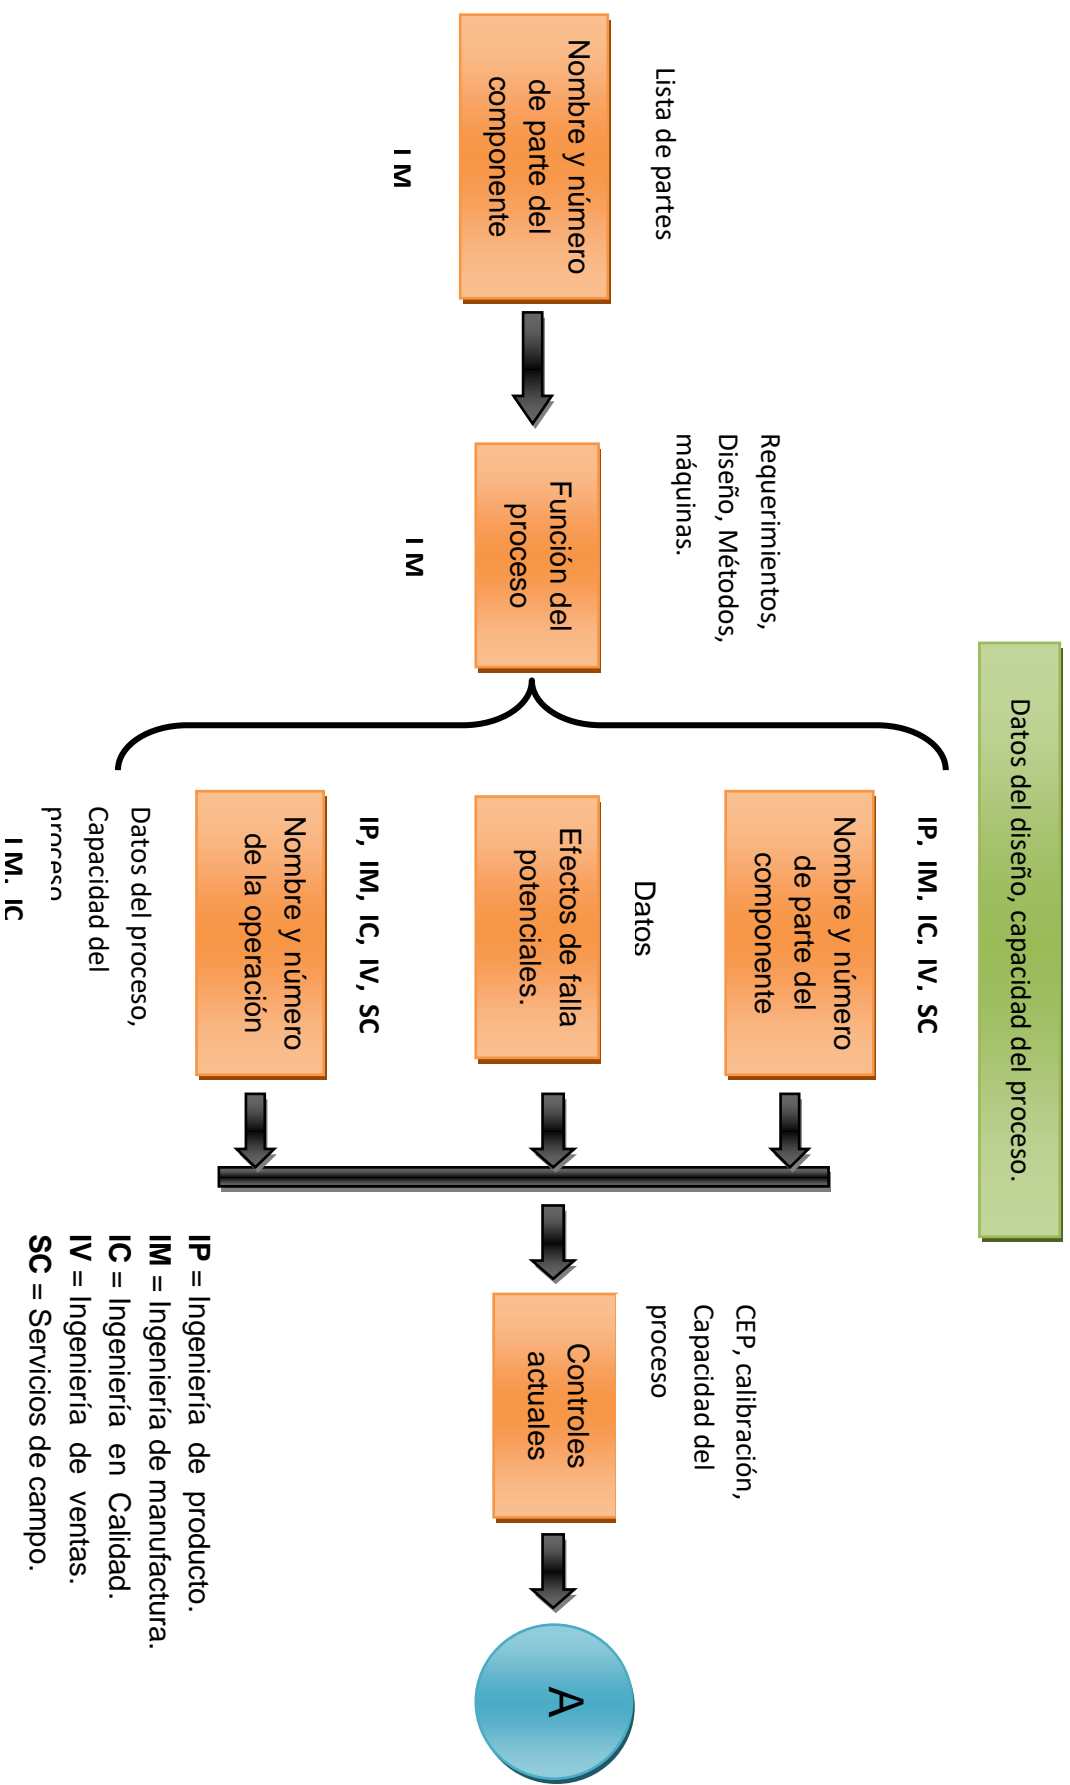 Datos del diseño, capacidad del proceso.
Lista de partes
Nombre y número
de parte del
componente
I M
Requerimientos,
Diseño, Métodos,
máquinas.
Función del
proceso
I M
IP, IM. IC, IV, SC
Nombre y número
de parte del
componente
Datos
Efectos de falla
potenciales.
IP, IM, IC, IV, SC
Nombre y número
de la operación
Datos del proceso,
Capacidad del
proceso
I M. IC
CEP, calibración,
Capacidad del
proceso
Controles
actuales
A
IP = Ingeniería de producto.
IM = Ingeniería de manufactura.
IC = Ingeniería en Calidad.
IV = Ingeniería de ventas.
SC = Servicios de campo.